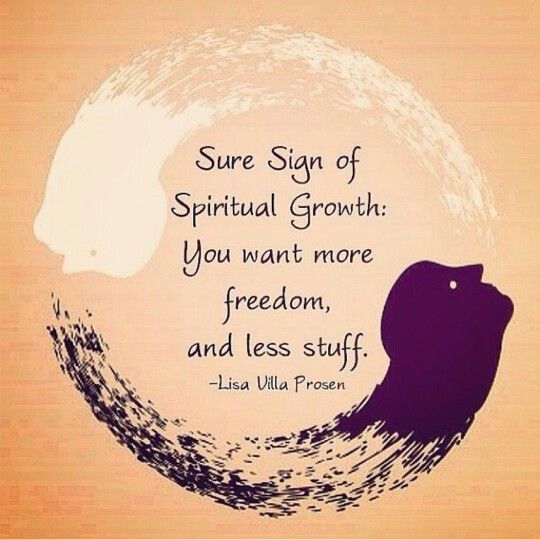 Sure Sign of
Spiritual Growth:
You want more
freedom,
and less stuff.
-Lisa Villa Prosen